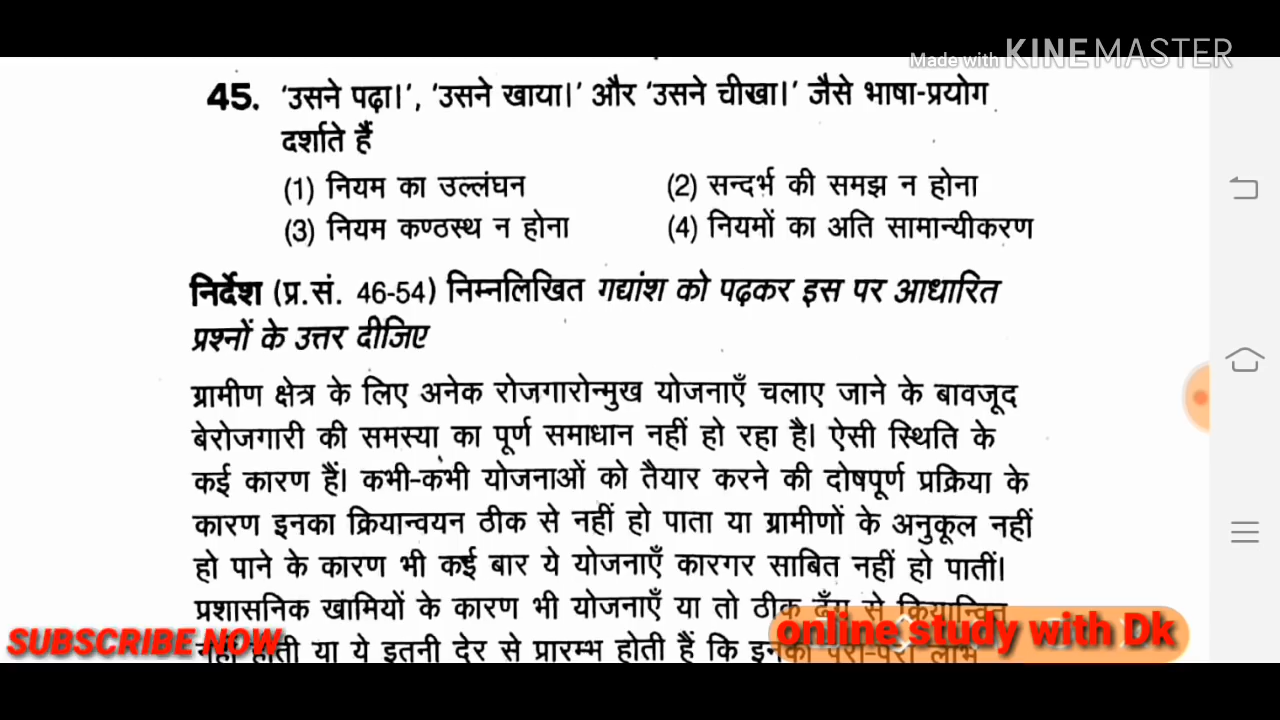 Made with KINEMASTER
45. 'उसने पढ़ा।', 'उसने खाया।' और 'उसने चीखा।' जैसे भाषा-प्रयोग
दर्शाते हैं
(1) नियम का उल्लंघन (2) सन्दर्भ की समझ न होना
(3) नियम कण्ठस्थ न होना (4) नियमों का अति सामान्यीकरण
निर्देश (प्र.सं. 46-54) निम्नलिखित गद्यांश को पढ़कर इस पर आधारित
प्रश्नों के उत्तर दीजिए
ग्रामीण क्षेत्र के लिए अनेक रोजगारोन्मुख योजनाएँ चलाए जाने के बावजूद
बेरोजगारी की समस्या का पूर्ण समाधान नहीं हो रहा है। ऐसी स्थिति के
कई कारण हैं। कभी-कभी योजनाओं को तैयार करने की दोषपूर्ण प्रक्रिया के
कारण इनका क्रियान्वयन ठीक से नहीं हो पाता या ग्रामीणों के अनुकूल नहीं
हो पाने के कारण भी कई बार ये योजनाएँ कारगर साबित नहीं हो पातीं।
प्रशासनिक खामियों के कारण भी योजनाएँ या तो ठीक ढँग से क्रियान्वित
होती या ये इतनी देर से प्रारम्भ होती हैं कि इनका पूरा-पूरा लाभ
SUBSCRIBE NOW
online study with Dk